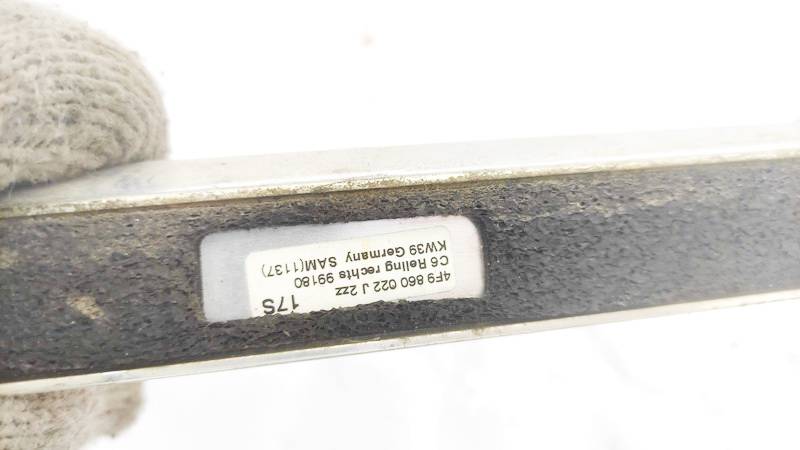 17S
4F9 860 022 J 2zz
C6 Reling rechts 99180
KW39 Germany SAM(1137)